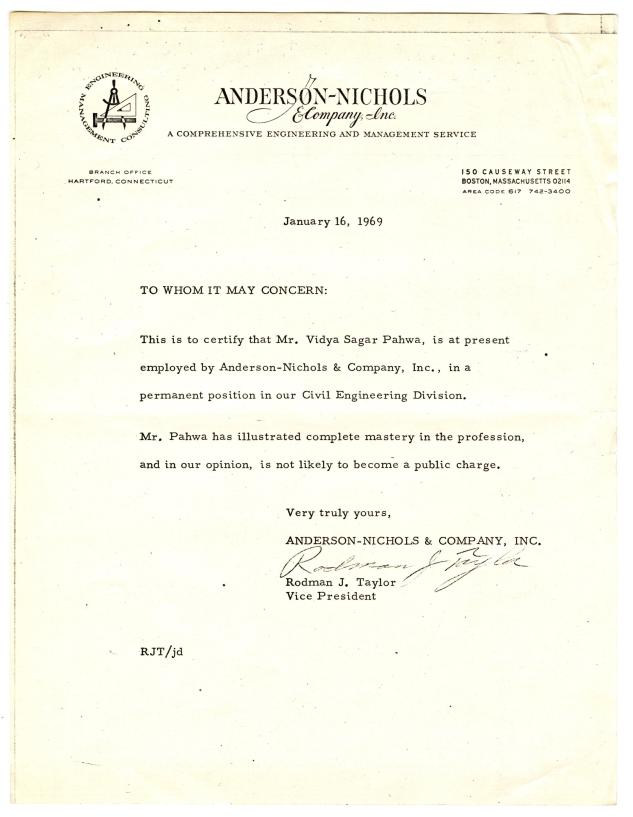 ENGINEERING
MANAGEMENT CONSULTING
ANDERSON-NICHOLS
& Company, Inc.
A COMPREHENSIVE ENGINEERING AND MANAGEMENT SERVICE
BRANCH OFFICE
HARTFORD, CONNECTICUT
150 CAUSEWAY STREET
BOSTON, MASSACHUSETTS 02114
AREA CODE 617 742-3400
January 16, 1969
TO WHOM IT MAY CONCERN:
This is to certify that Mr. Vidya Sagar Pahwa, is at present
employed by Anderson-Nichols & Company, Inc., in a
permanent position in our Civil Engineering Division.
Mr. Pahwa has illustrated complete mastery in the profession,
and in our opinion, is not likely to become a public charge.
Very truly yours,
ANDERSON-NICHOLS & COMPANY, INC.
Rodman J Taylor
Rodman J. Taylor
Vice President
RJT/jd